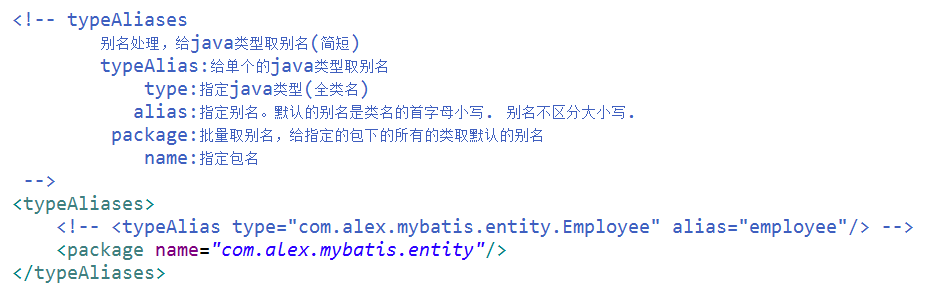 <!-- typeAliases
别名处理，给java类型取别名(简短)
typeAlias:给单个的java类型取别名
type:指定java类型(全类名)
alias:指定别名。默认的别名是类名的首字母小写. 别名不区分大小写.
package:批量取别名，给指定的包下的所有的类取默认的别名
name:指定包名
-->
<typeAliases>
<!-- <typeAlias type="com.alex.mybatis.entity.Employee" alias="employee"/> -->
<package name="com.alex.mybatis.entity"/>
</typeAliases>